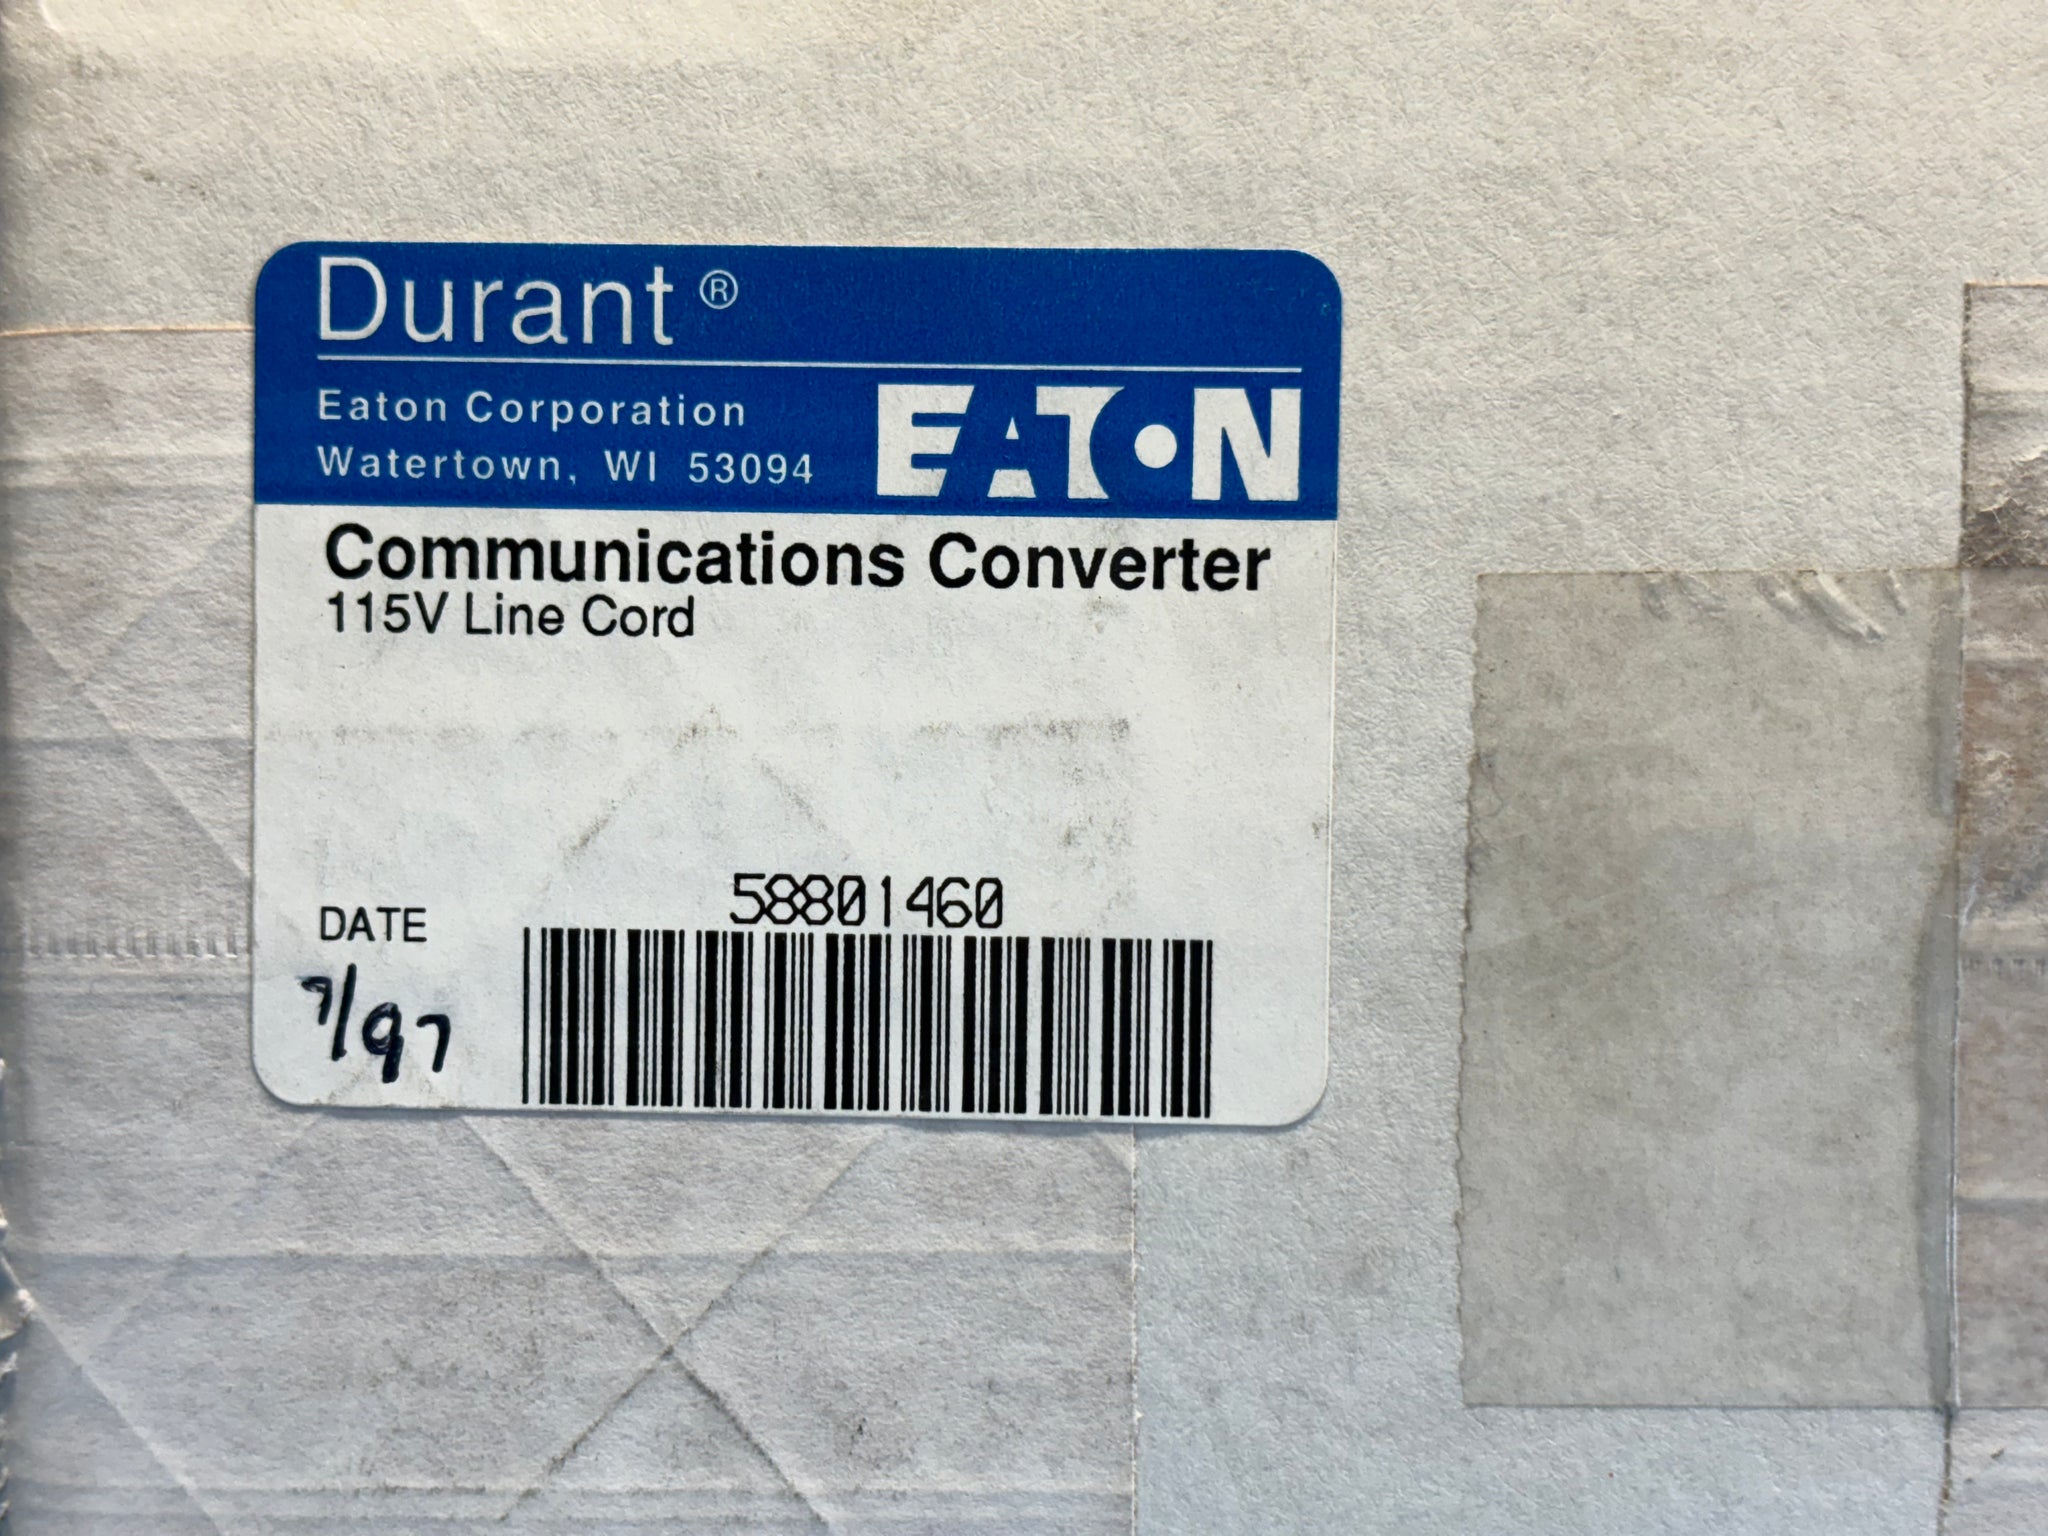 Durant ®
Eaton Corporation
Watertown, WI 53094
EATON
Communications Converter
115V Line Cord
58801460
DATE
7/97